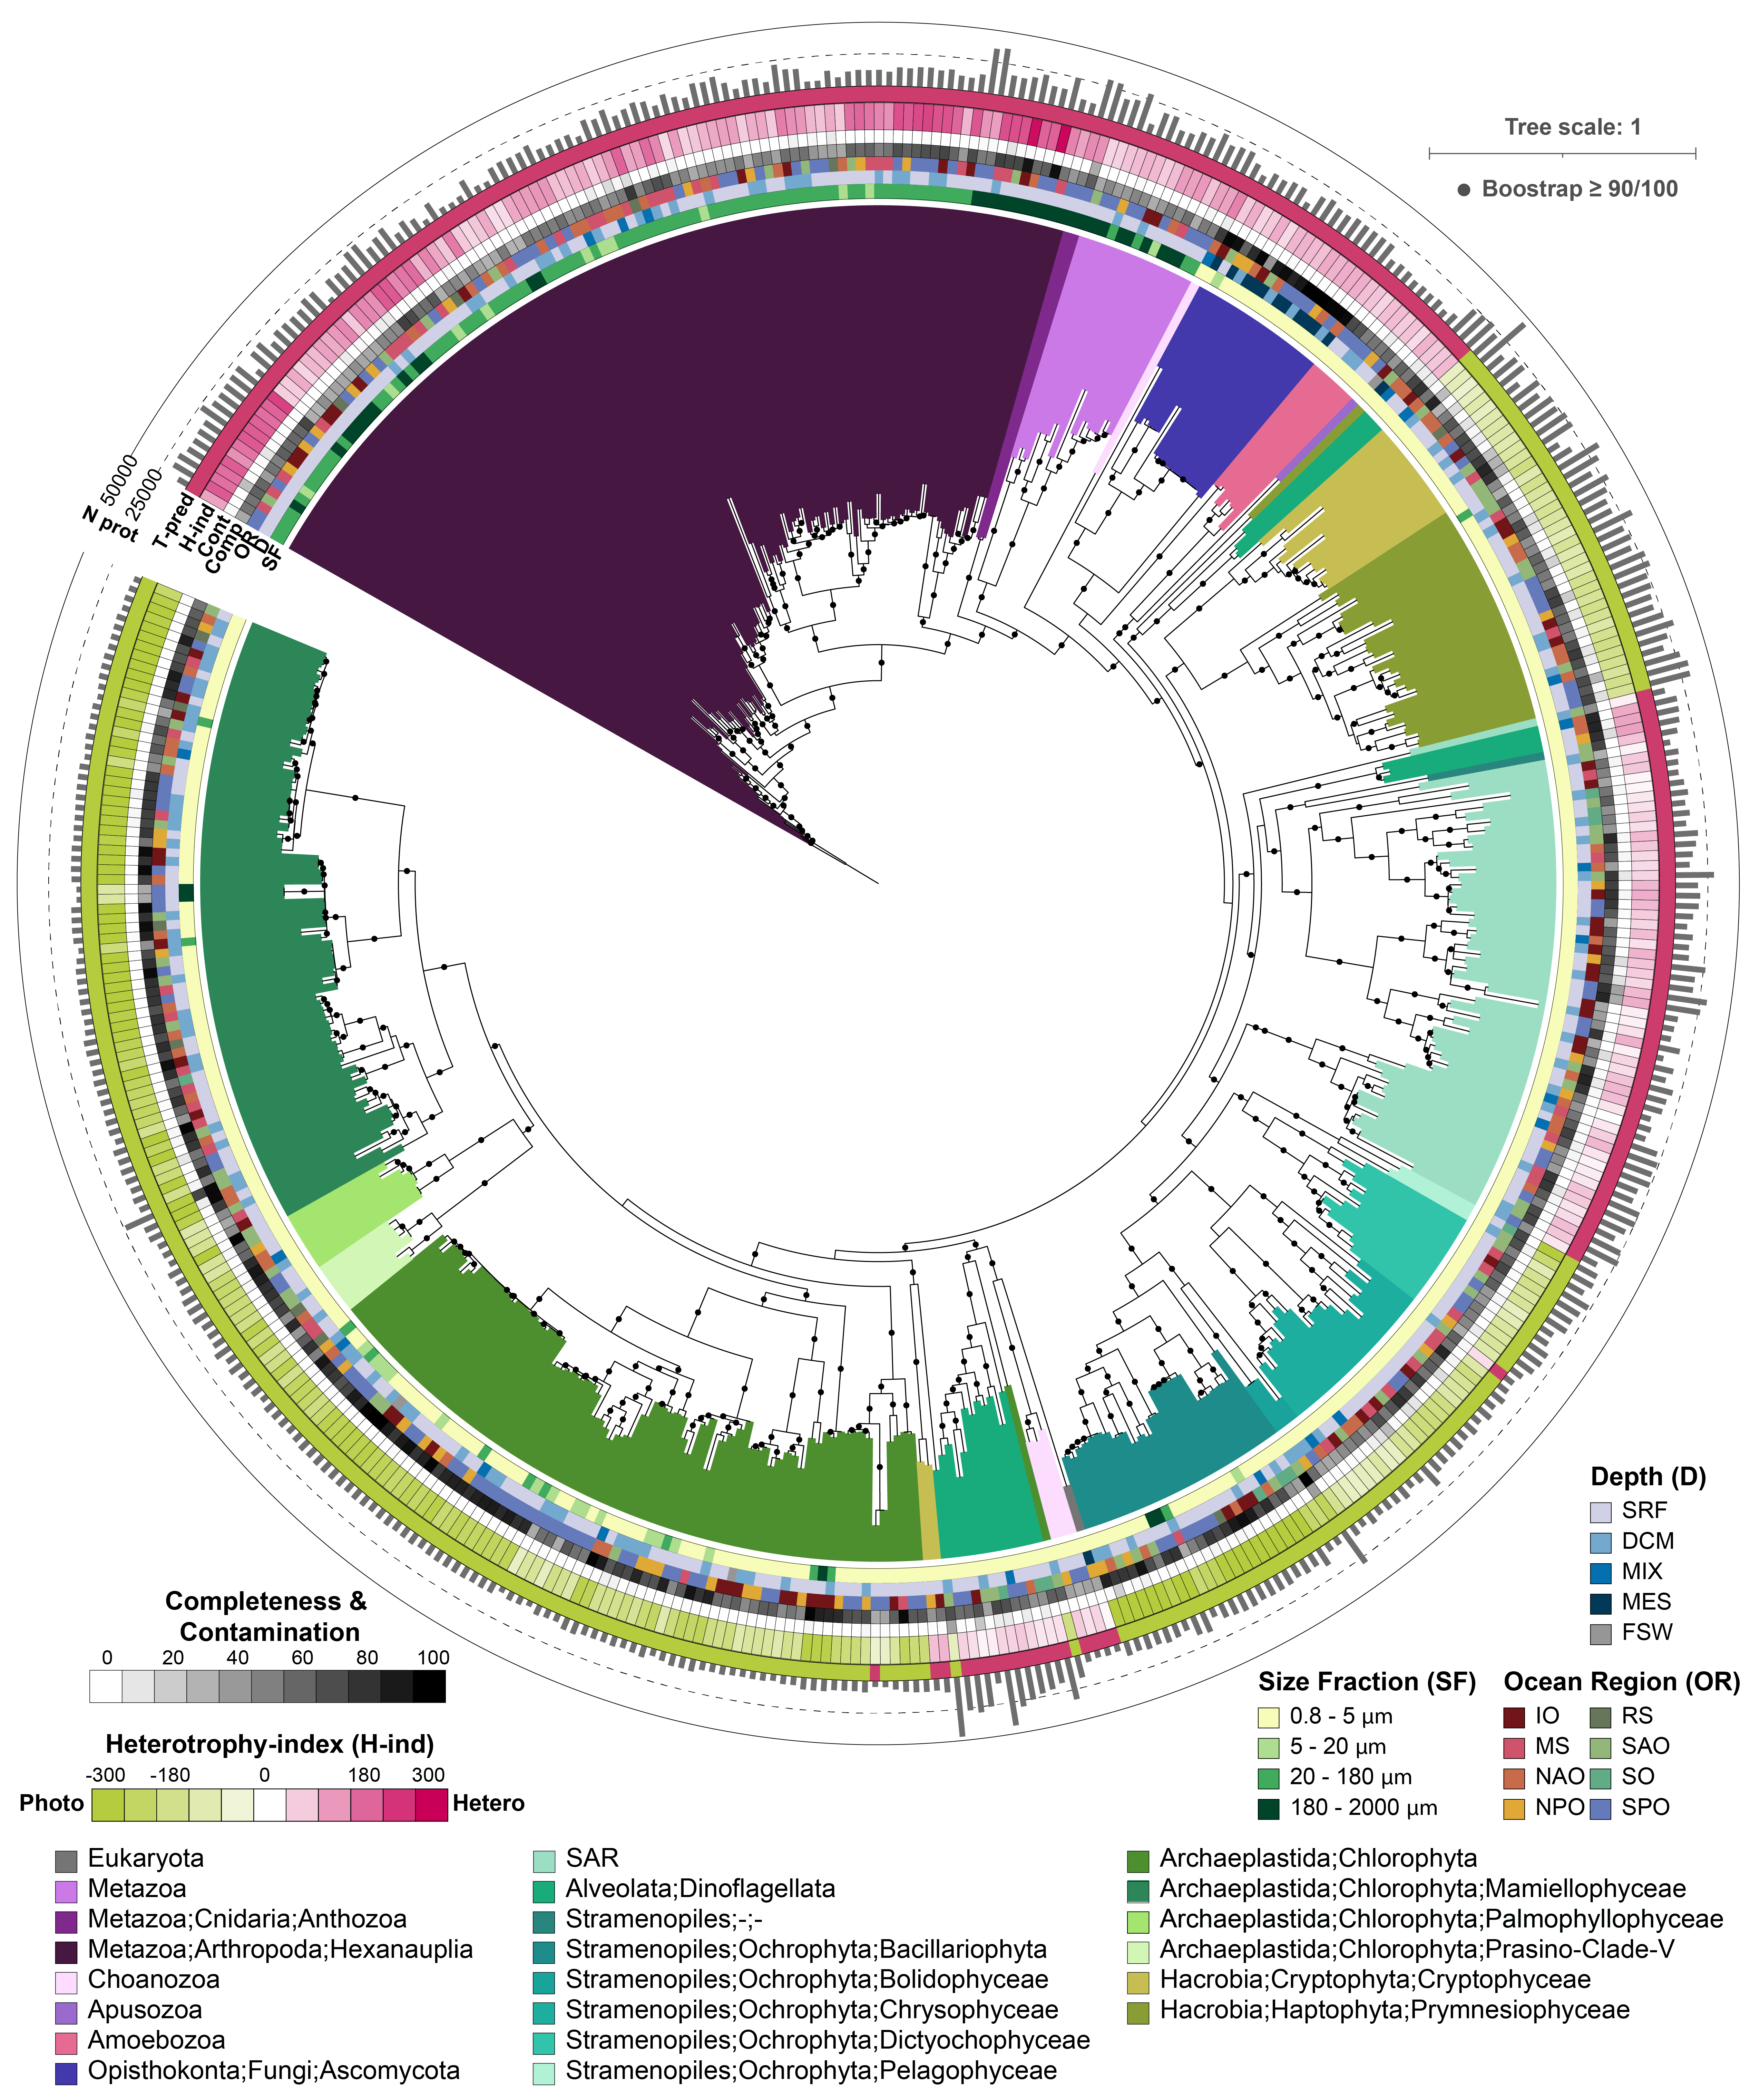 Tree scale: 1
Boostrap ≥ 90/100
50000
25000
N prot
T-pred
H-ind
Cont
Comp
OR
D
SF
Depth (D)
SRF
DCM
MIX
MES
FSW
Completeness &
Contamination
0 20 40 60 80 100
Size Fraction (SF)
0.8 - 5 µm
5 - 20 µm
20 - 180 µm
180 - 2000 µm
Ocean Region (OR)
IO RS
MS SAO
NAO SO
NPO SPO
Heterotrophy-index (H-ind)
-300 -180 0 180 300
Photo Hetero
Eukaryota
Metazoa
Metazoa;Cnidaria;Anthozoa
Metazoa;Arthropoda;Hexanauplia
Choanozoa
Apusozoa
Amoebozoa
Opisthokonta;Fungi;Ascomycota
SAR
Alveolata;Dinoflagellata
Stramenopiles;-;-
Stramenopiles;Ochrophyta;Bacillariophyta
Stramenopiles;Ochrophyta;Bolidophyceae
Stramenopiles;Ochrophyta;Chrysophyceae
Stramenopiles;Ochrophyta;Dictyochophyceae
Stramenopiles;Ochrophyta;Pelagophyceae
Archaeplastida;Chlorophyta
Archaeplastida;Chlorophyta;Mamiellophyceae
Archaeplastida;Chlorophyta;Palmophyllophyceae
Archaeplastida;Chlorophyta;Prasino-Clade-V
Hacrobia;Cryptophyta;Cryptophyceae
Hacrobia;Haptophyta;Prymnesiophyceae